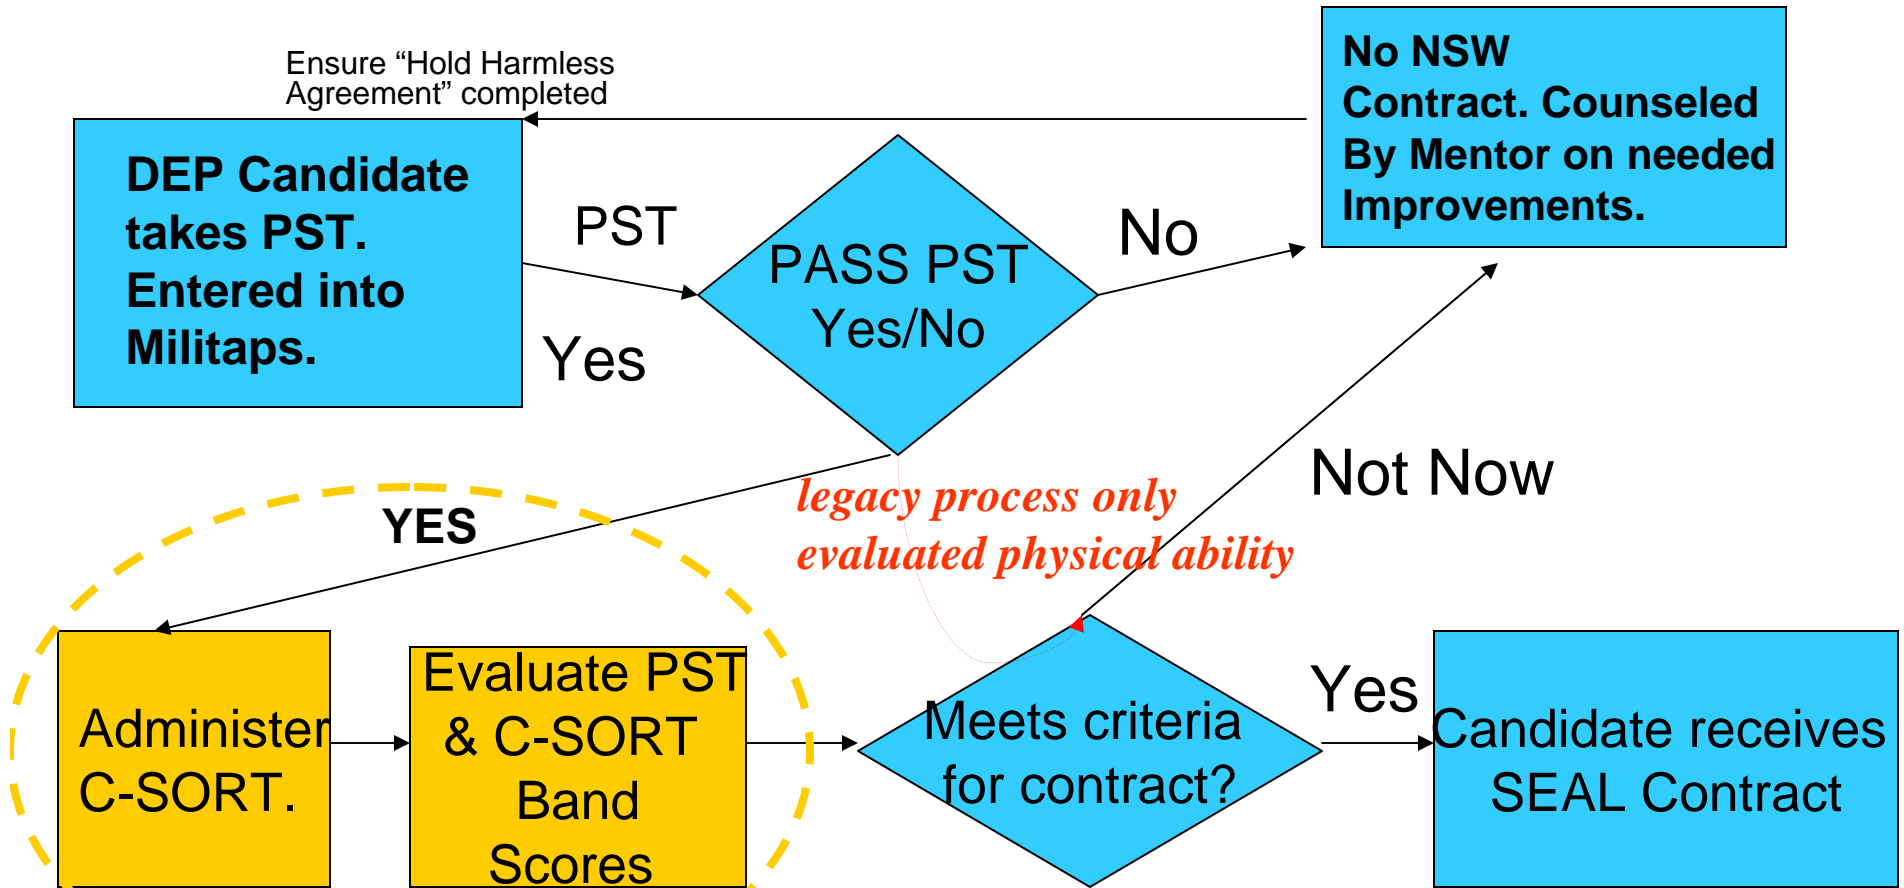 Ensure “Hold Harmless
Agreement” completed
No NSW
Contract. Counseled
By Mentor on needed
Improvements.
DEP Candidate
takes PST.
Entered into
Militaps.
PST
Yes
PASS PST
Yes/No
No
Not Now
legacy process only
evaluated physical ability
YES
Administer
C-SORT.
Evaluate PST
& C-SORT
Band
Scores
Meets criteria
for contract?
Yes
Candidate receives
SEAL Contract